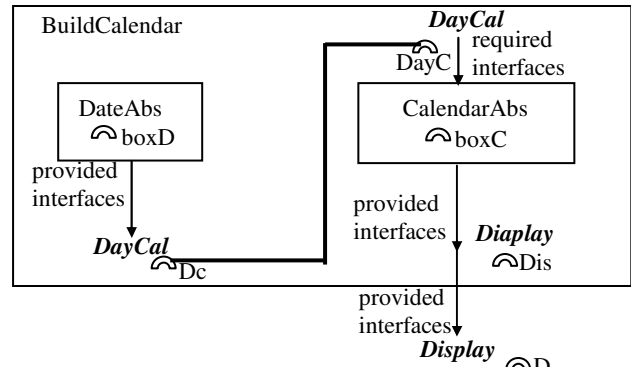 BuildCalendar
DayCal
required
interfaces
DayC
DateAbs
boxD
CalendarAbs
boxC
provided
interfaces
DayCal
Dc
provided
interfaces
Diaplay
Dis
provided
interfaces
Display
D